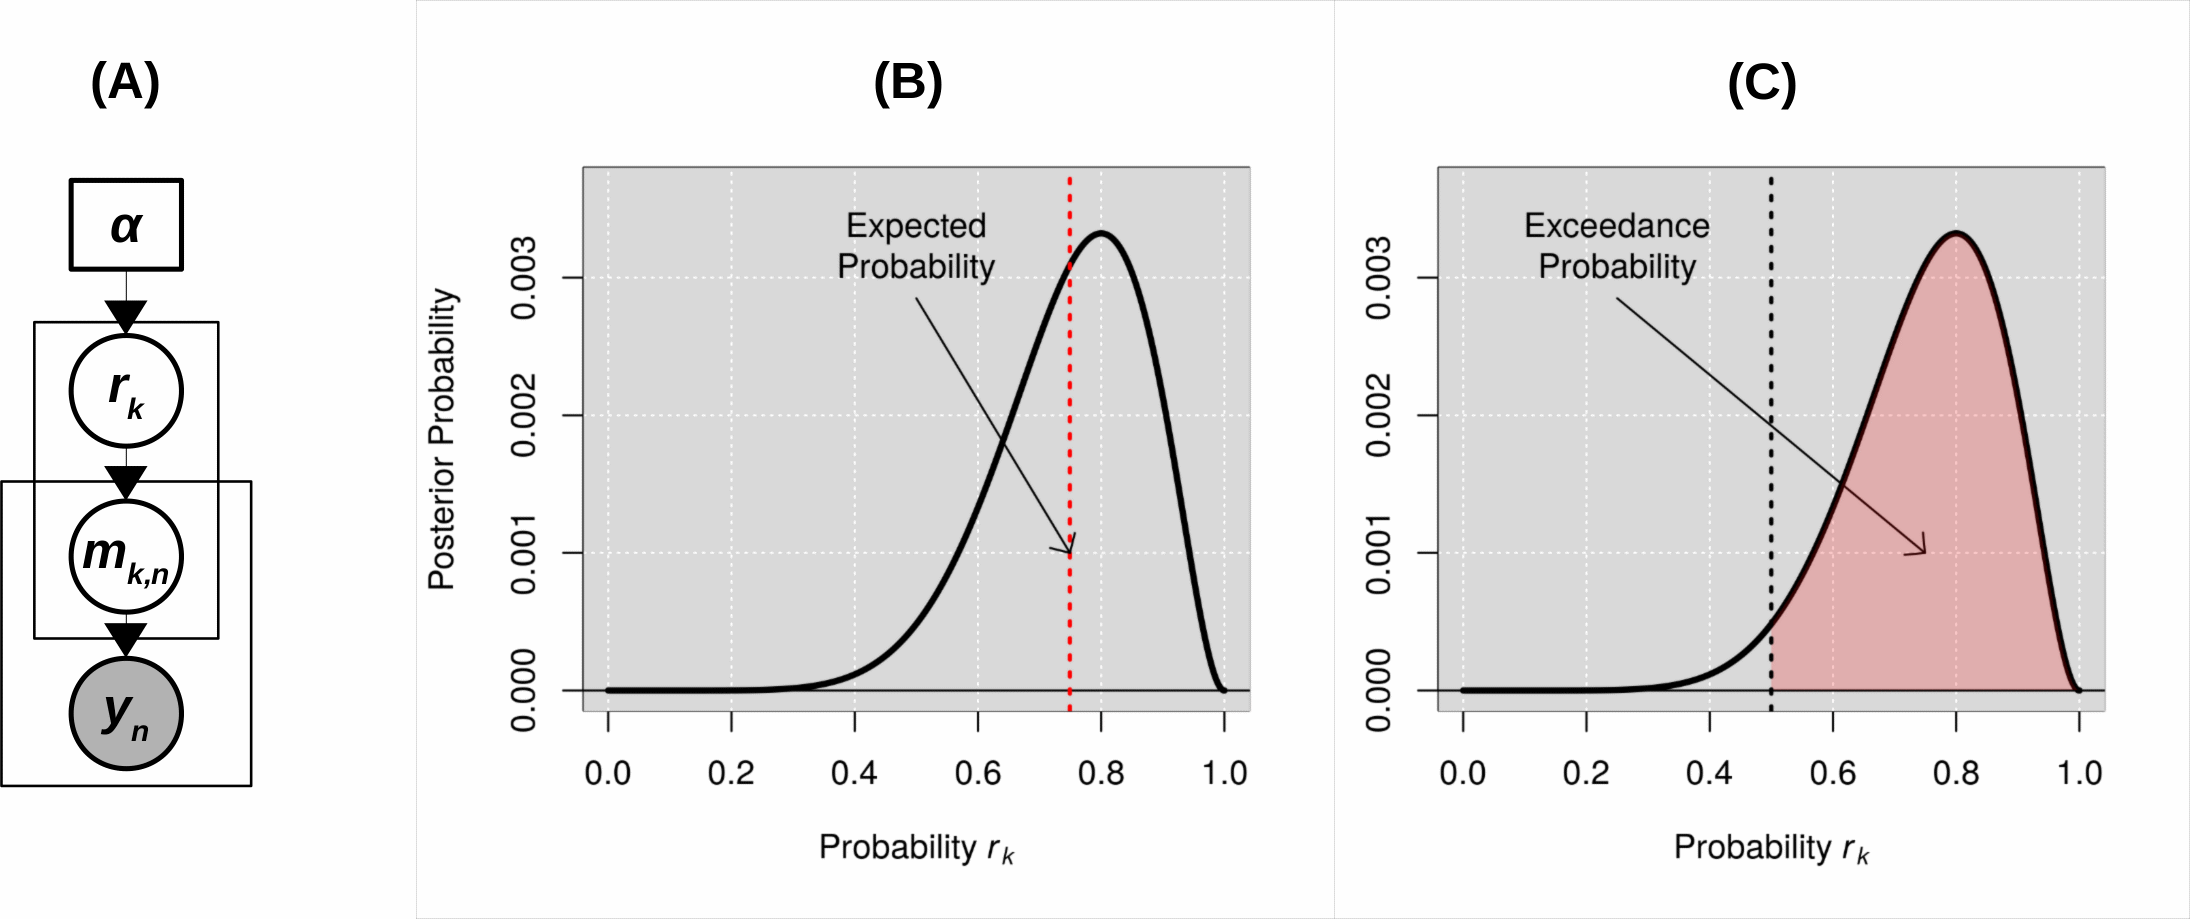 (A)
α
r k
m k,n
y n
(B)
Expected
Probability
Posterior Probability
0.003
0.002
0.001
0.000
0.0 0.2 0.4 0.6 0.8 1.0
Probability r k
(C)
Exceedance
Probability
0.003
0.002
0.001
0.000
0.0 0.2 0.4 0.6 0.8 1.0
Probability r k